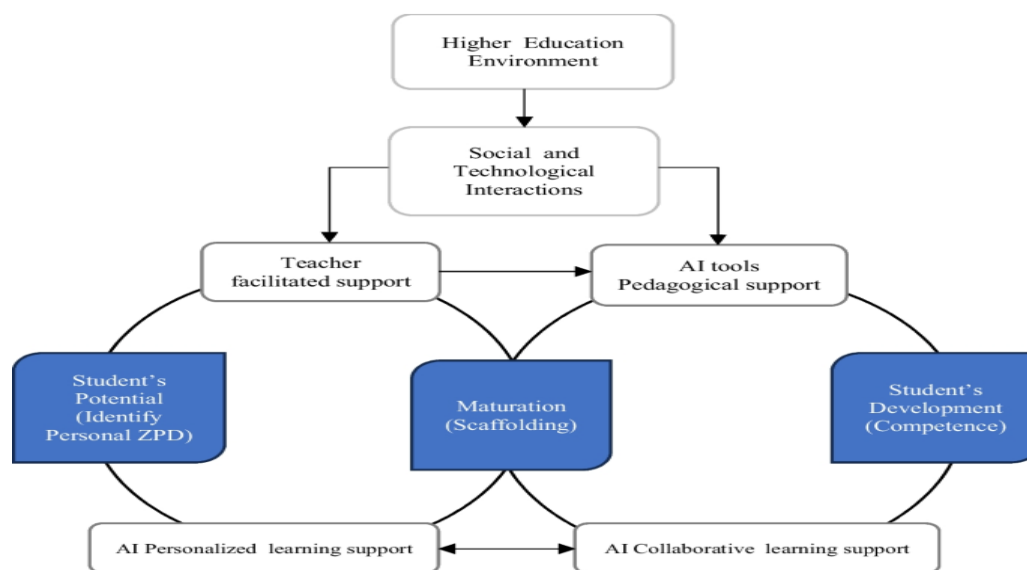 Higher Education
Environment
Social and
Technological
Interactions
Teacher
facilitated support
AI tools
Pedagogical support
Student’s
Potential
(Identify
Personal ZPD)
Maturation
(Scaffolding)
Student’s
Development
(Competence)
AI Personalized learning support
AI Collaborative learning support